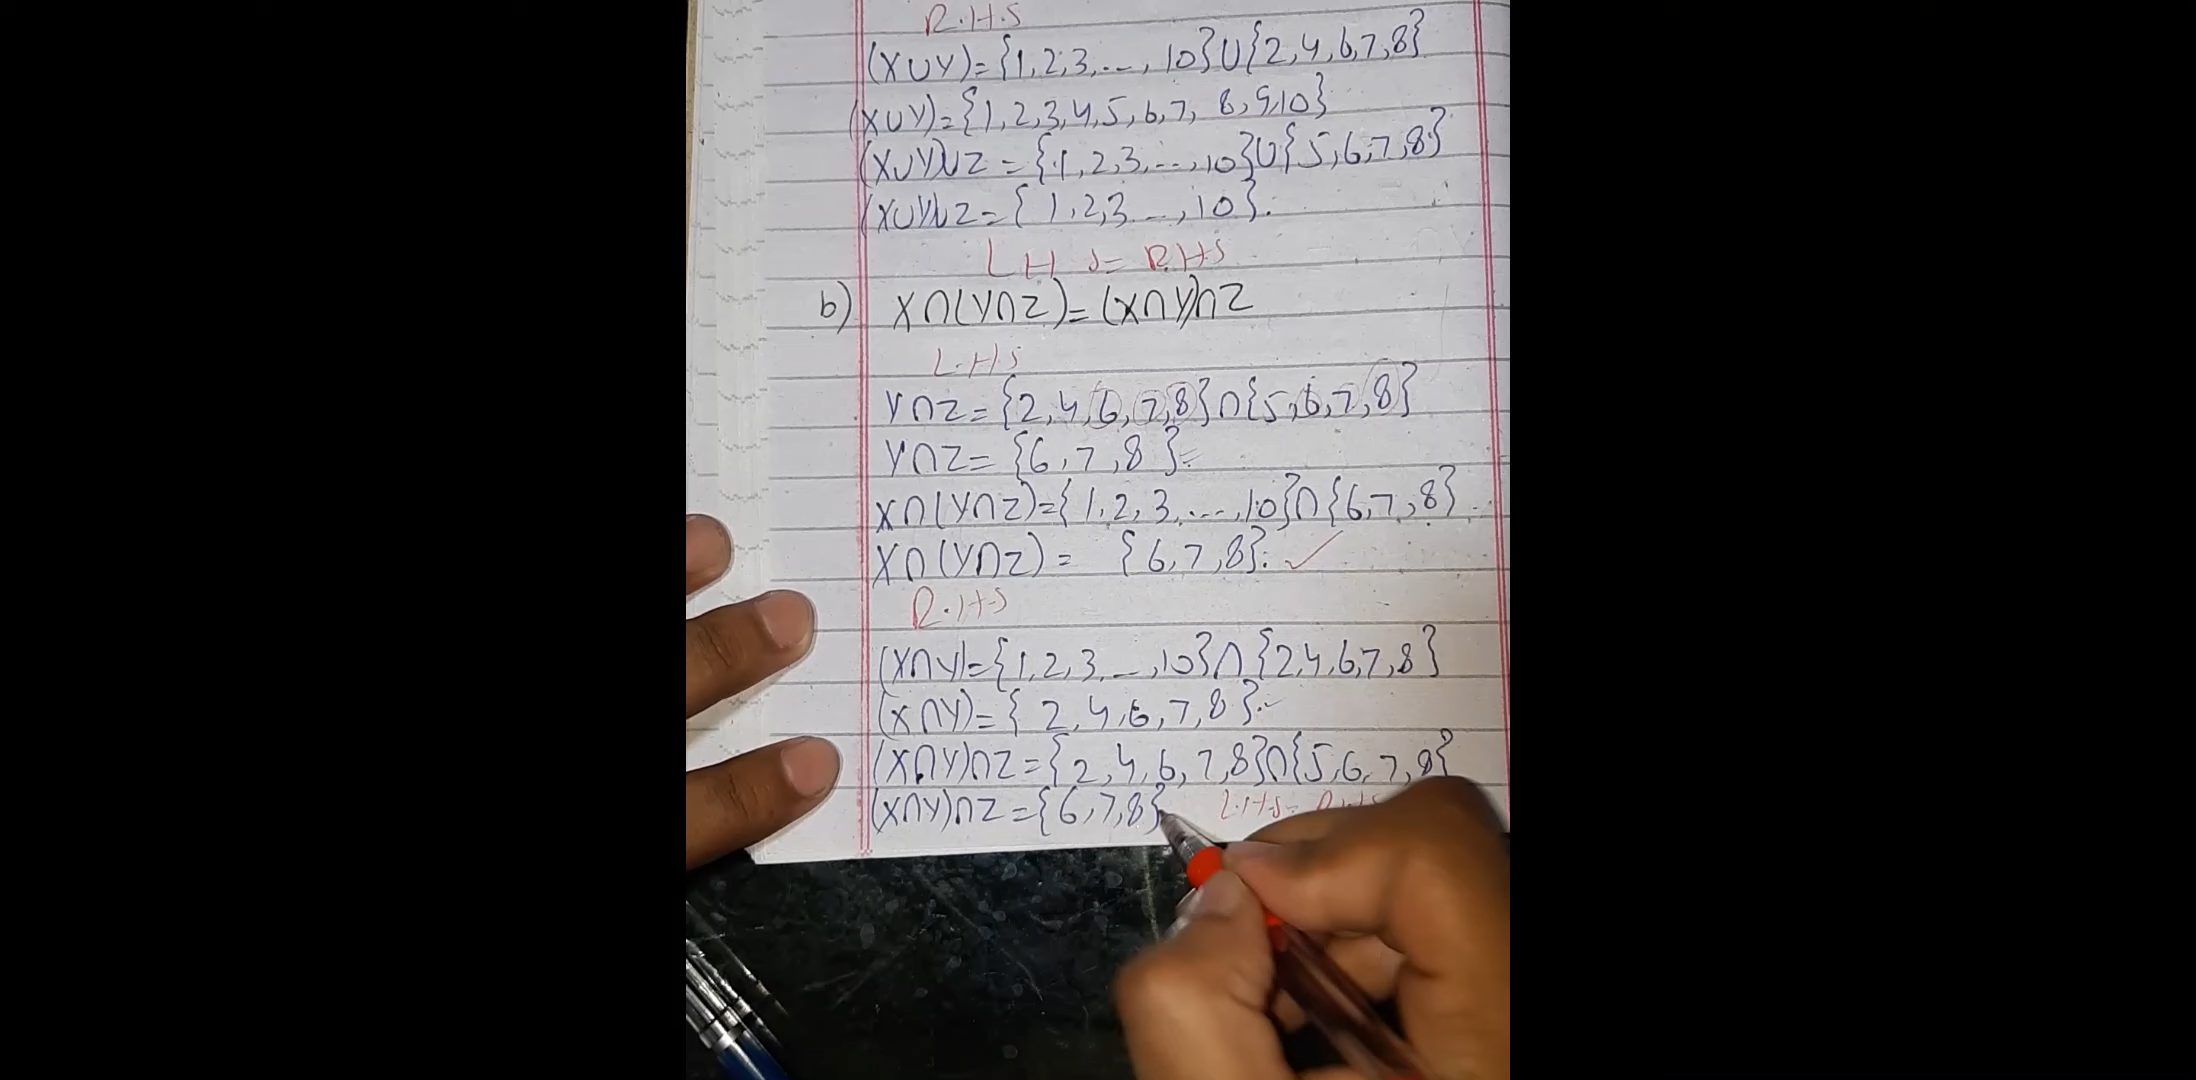 R.H.S
(X∪Y)={1,2,3,...,10}∪{2,4,6,7,8}
(X∪Y)={1,2,3,4,5,6,7,8,9,10}
(X∪Y)∪Z={1,2,3,...,10}∪{5,6,7,8}
(X∪Y)∪Z={1,2,3...,10}.
LHS=RHS
b) X∩(Y∩Z)=(X∩Y)∩Z
L.H.S
Y∩Z={2,4,6,7,8}∩{5,6,7,8}
Y∩Z={6,7,8}
X∩(Y∩Z)={1,2,3,...,10}∩{6,7,8}
X∩(Y∩Z)= {6,7,8}. ✓
R.H.S
(X∩Y)={1,2,3,...,10}∩{2,4,6,7,8}
(X∩Y)={2,4,6,7,8}.
(X∩Y)∩Z={2,4,6,7,8}∩{5,6,7,8}
(X∩Y)∩Z={6,7,8} L.H.S=R.H.S